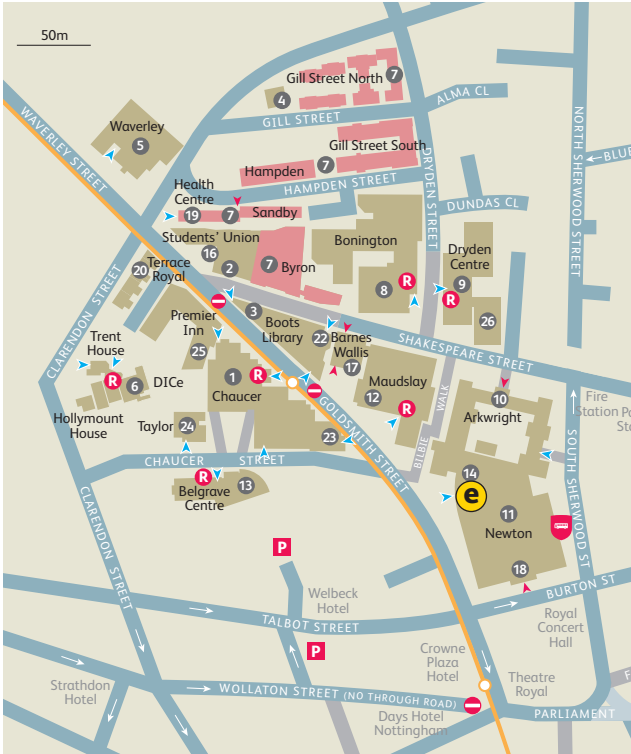 50m
Gill Street North
7
4
ALMA CL
GILL STREET
WAVERLEY STREET
Waverley
5
Gill Street South
7
Hampden
HAMPDEN STREET
DRYDEN STREET
NORTH SHERWOOD STREET
BLUE
Health
Centre
19
7
Sandby
DUNDAS CL
Students' Union
16
2
7
Byron
Bonington
8
R
Dryden
Centre
9
R
26
CLARENDON STREET
20
Terrace
Royal
Premier
Inn
25
3
Boots
Library
22
Barnes
Wallis
17
SHAKESPEARE STREET
Trent
House
R
6
DICe
Hollymount
House
1
R
Chaucer
Maudslay
12
R
10
Arkwright
Fire
Station
Po
Sta
Taylor
24
23
GOLDSMITH STREET
BILBIE WALK
CHAUCER STREET
R
Belgrave
Centre
13
14
e
11
Newton
18
SOUTH SHERWOOD ST
CLARENDON STREET
P
BURTON ST
Welbeck
Hotel
TALBOT STREET
Royal
Concert
Hall
P
Crowne
Plaza
Hotel
Theatre
Royal
Strathdon
Hotel
WOLLATON STREET (NO THROUGH ROAD)
Days Hotel
Nottingham
PARLIAMENT
F